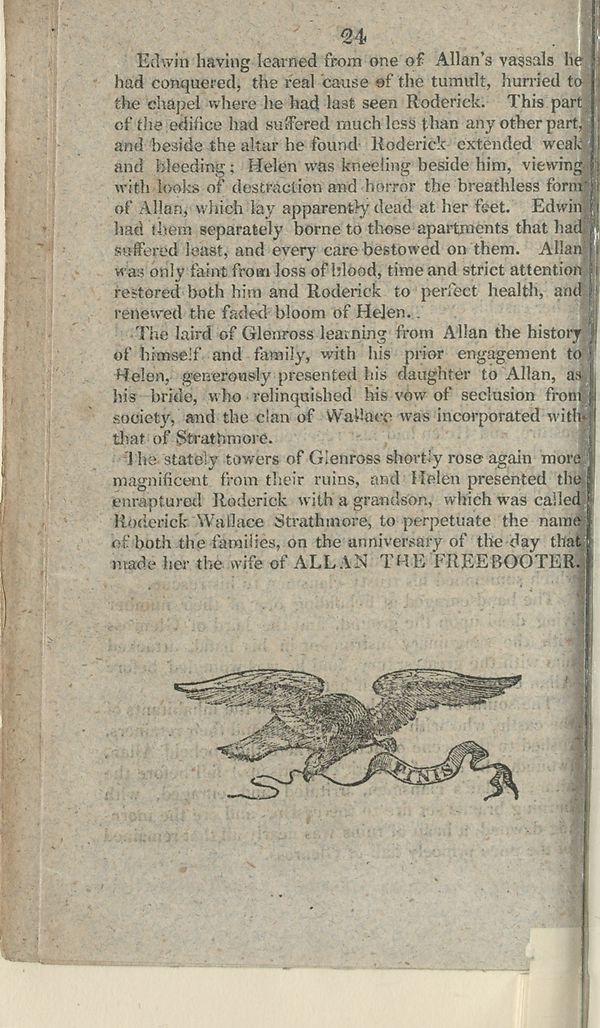 24
Edwin having learned from one of Allan's vassals he
had conquered, the real cause of the tumult, hurried to
the chapel where he had last seen Roderick. This part
of the edifice had suffered much less than any other part,
and beside the altar he found Roderick extended weak
and bleeding; Helen was kneeling beside him, viewing
with looks of destraction and horror the breathless form
of Allan, which lay apparently dead at her feet. Edwin
had them separately borne to those apartments that had
suffered least, and every care bestowed on them. Allan
was only faint from loss of blood, time and strict attention
restored both him and Roderick to perfect health, and
renewed the faded bloom of Helen.
The laird of Glenross learning from Allan the history
of himself and family, with his prior engagement to
Helen, generously presented his daughter to Allan, as
his bride, who relinquished his vow of seclusion from
society, and the clan of Wallace was incorporated with
that of Strathmore.
The stately towers of Glenross shortly rose again more
magnificent from their ruins, and Helen presented the
enraptured Roderick with a grandson, which was called
Roderick Wallace Strathmore, to perpetuate the name
of both the families, on the anniversary of the day that
made her the wife of ALLAN THE FREEBOOTER.
FINIS